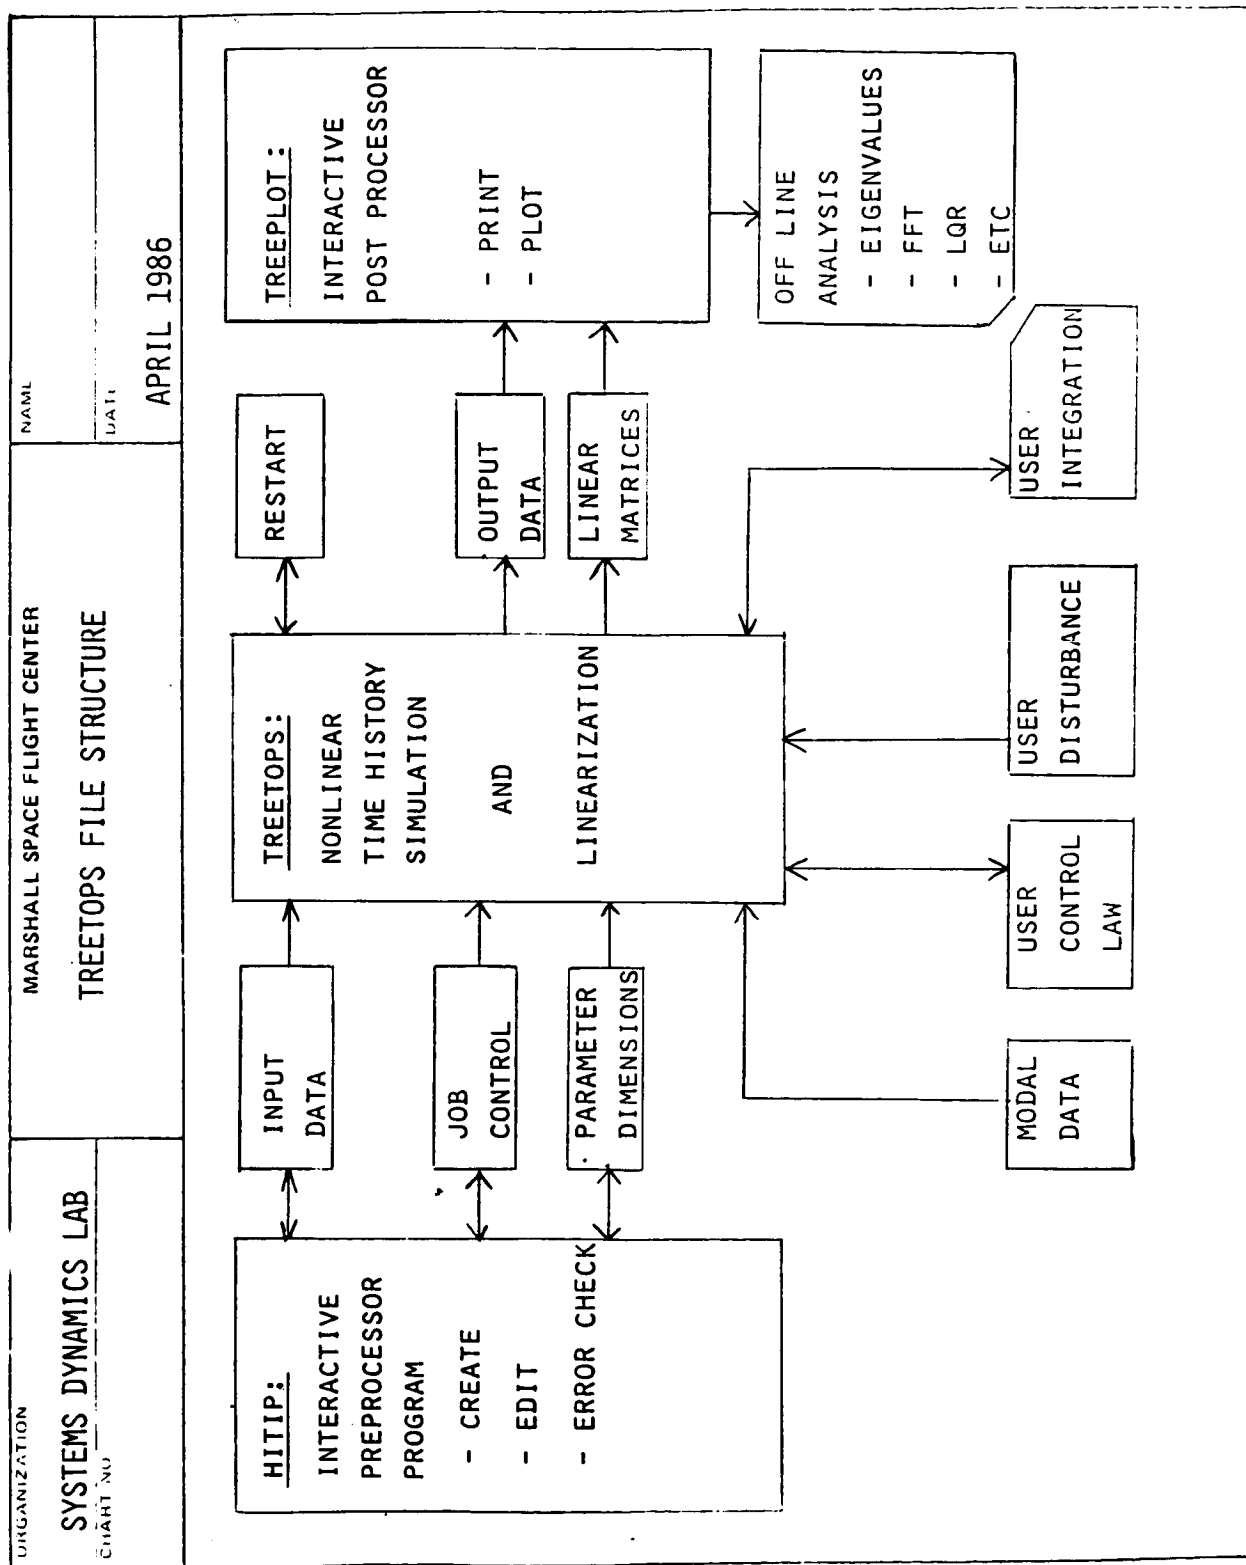 ORGANIZATION
SYSTEMS DYNAMICS LAB
CHART NO
MARSHALL SPACE FLIGHT CENTER
TREETOPS FILE STRUCTURE
NAME
DATE
APRIL 1986
HITIP:
INTERACTIVE
PREPROCESSOR
PROGRAM
- CREATE
- EDIT
- ERROR CHECK
INPUT
DATA
JOB
CONTROL
PARAMETER
DIMENSIONS
TREETOPS:
NONLINEAR
TIME HISTORY
SIMULATION
AND
LINEARIZATION
RESTART
OUTPUT
DATA
LINEAR
MATRICES
TREEPLOT:
INTERACTIVE
POST PROCESSOR
- PRINT
- PLOT
OFF LINE
ANALYSIS
- EIGENVALUES
- FFT
- LQR
- ETC
MODAL
DATA
USER
CONTROL
LAW
USER
DISTURBANCE
USER
INTEGRATION